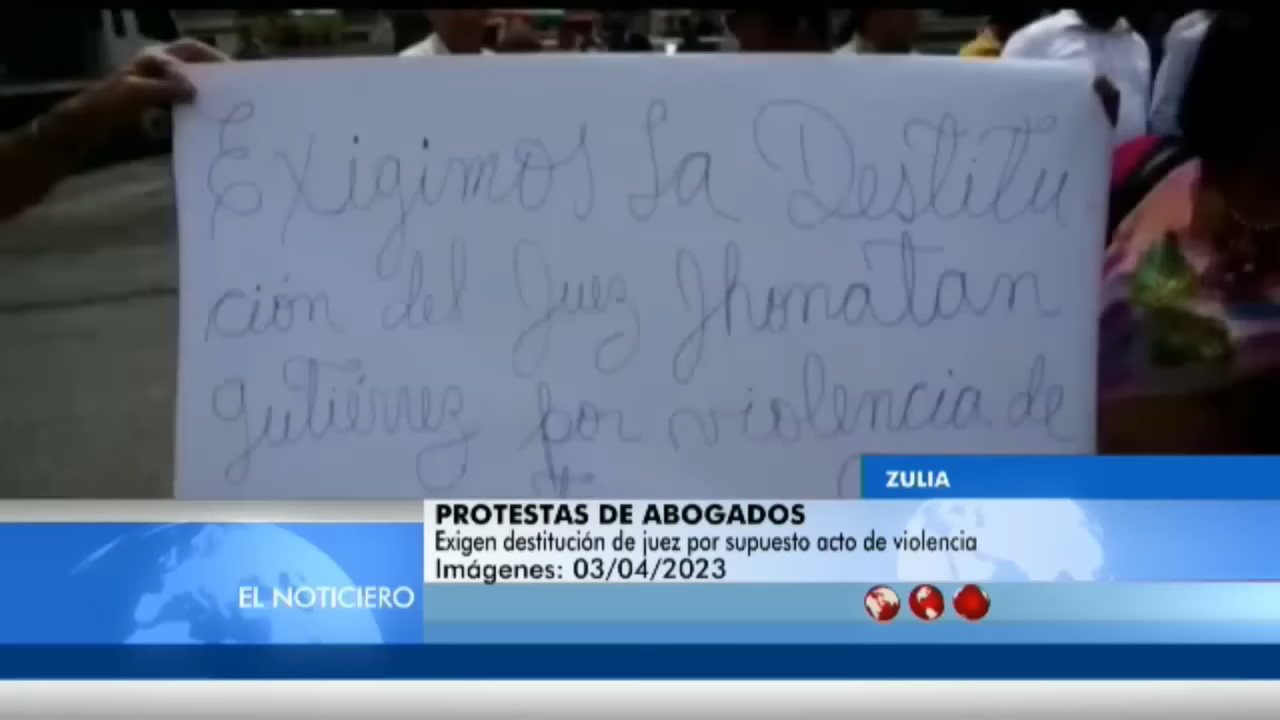 Exigimos La Destitu
ción del Juez Jhonatan
Gutiérrez por violencia de
ZULIA
PROTESTAS DE ABOGADOS
Exigen destitución de juez por supuesto acto de violencia
Imágenes: 03/04/2023
EL NOTICIERO